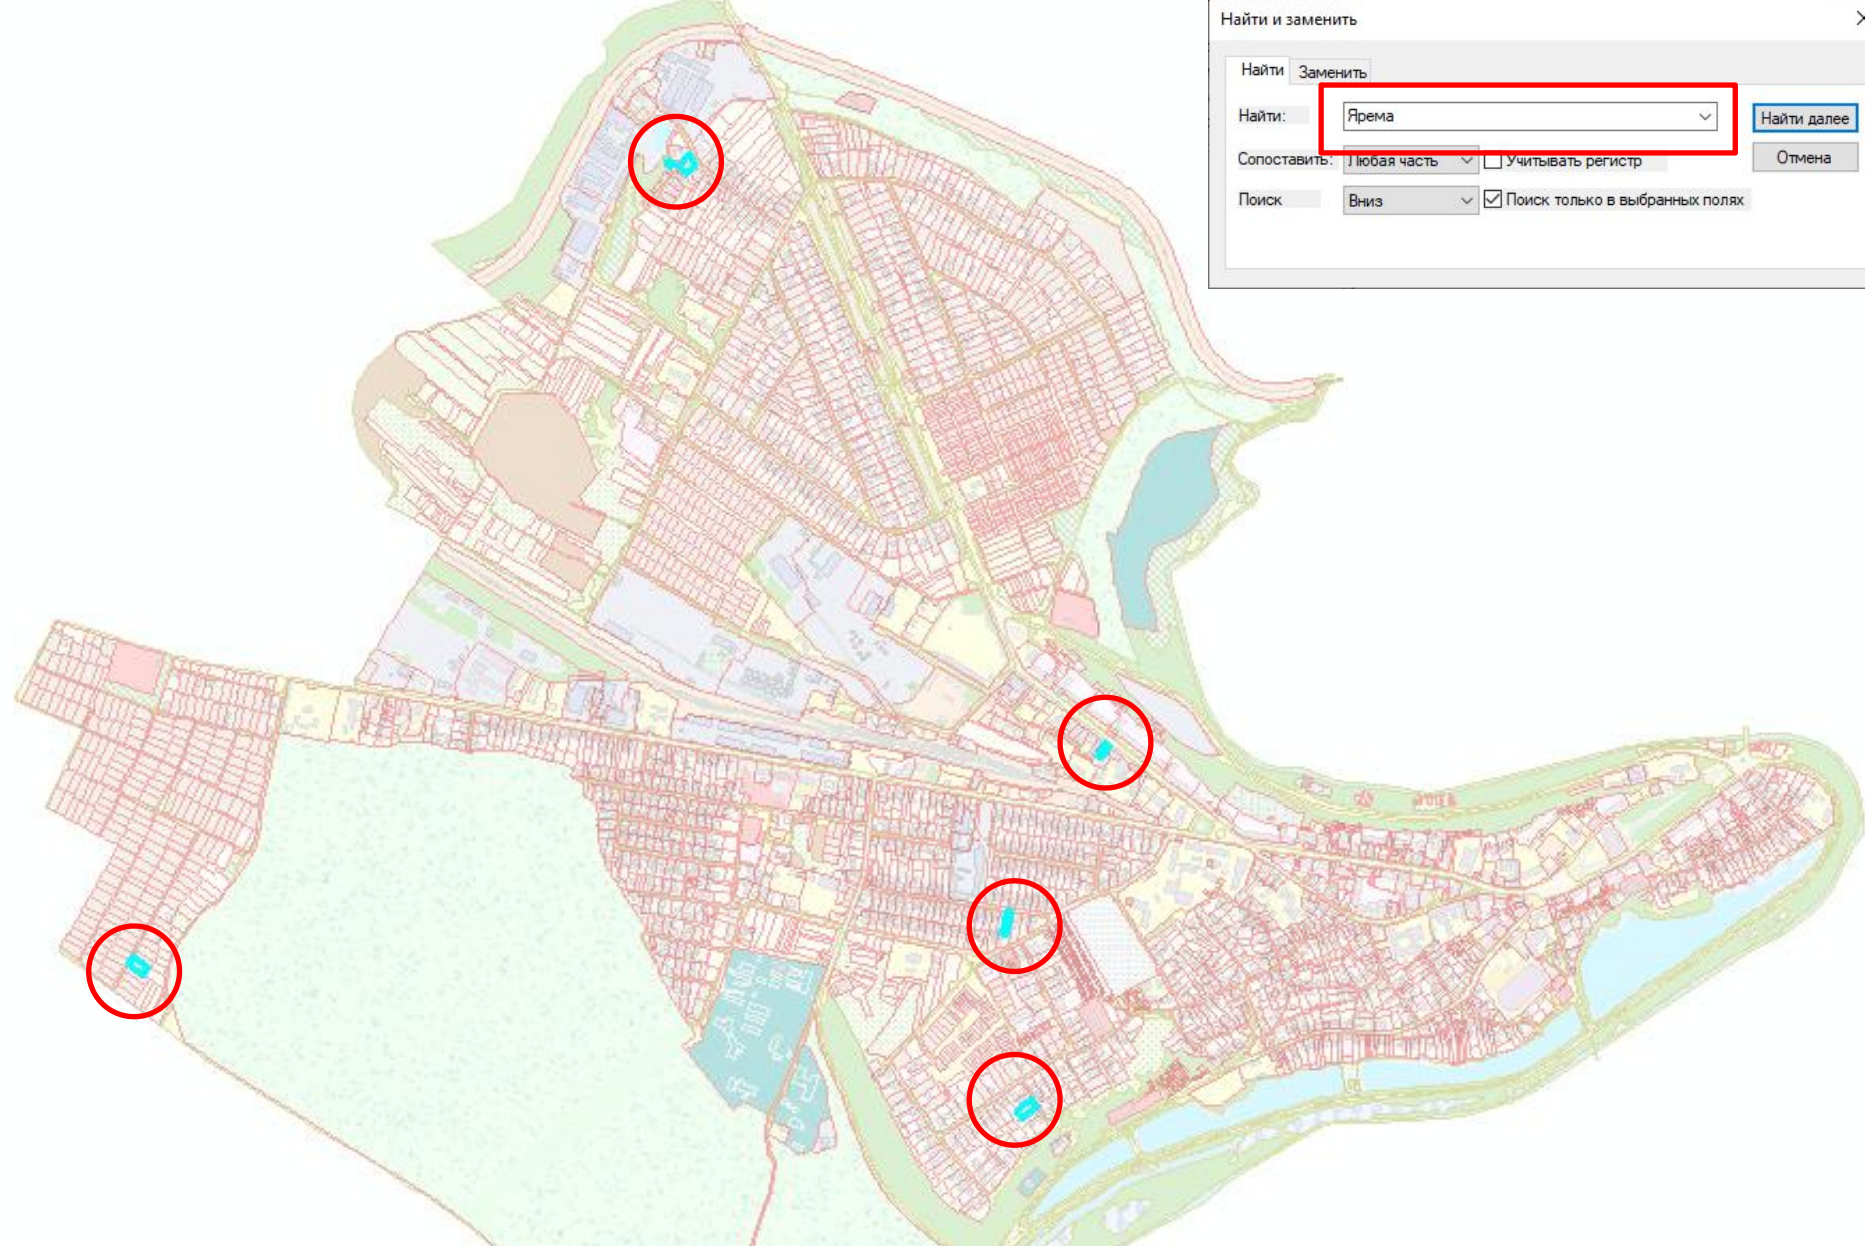 Найти и заменить
Найти Заменить
Найти: Ярема Найти далее
Сопоставить: Любая часть Учитывать регистр Отмена
Поиск Вниз Поиск только в выбранных полях